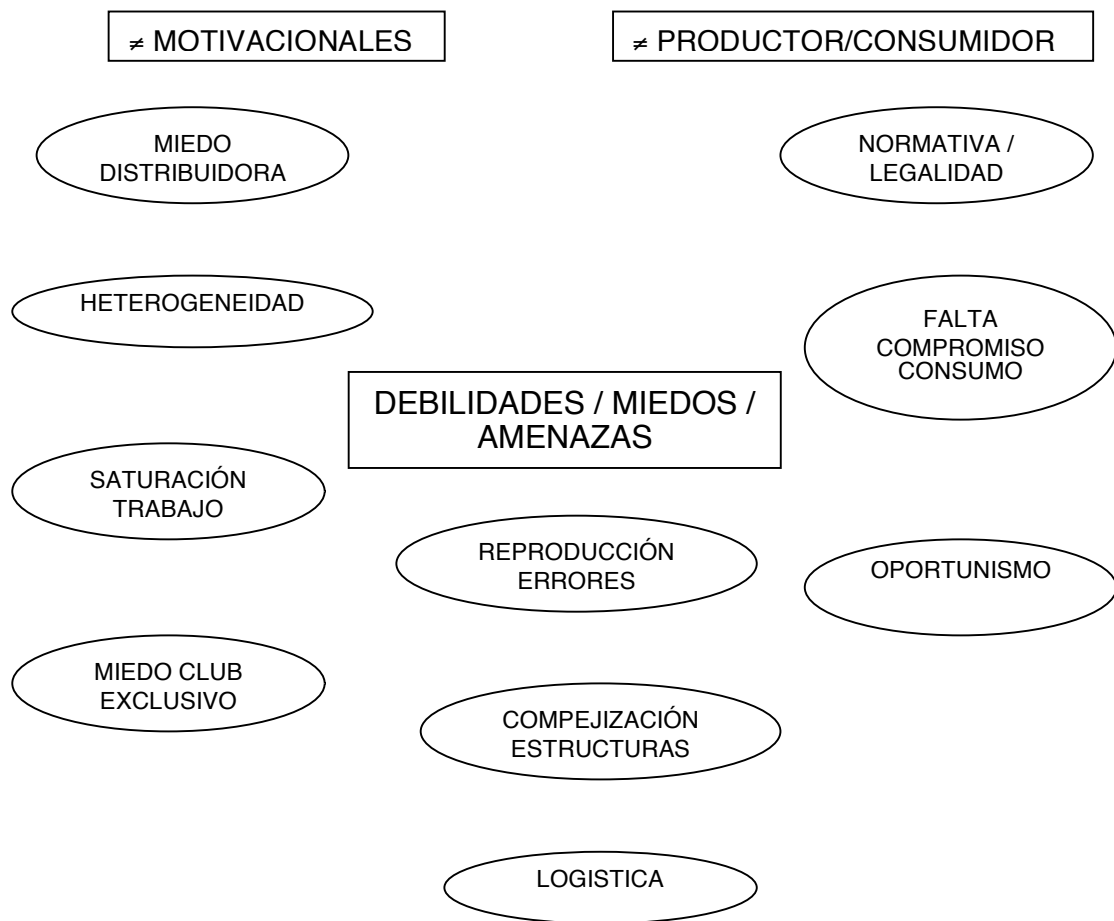 ≠ MOTIVACIONALES
≠ PRODUCTOR/CONSUMIDOR
MIEDO
DISTRIBUIDORA
NORMATIVA /
LEGALIDAD
HETEROGENEIDAD
FALTA
COMPROMISO
CONSUMO
DEBILIDADES / MIEDOS /
AMENAZAS
SATURACIÓN
TRABAJO
REPRODUCCIÓN
ERRORES
OPORTUNISMO
MIEDO CLUB
EXCLUSIVO
COMPEJIZACIÓN
ESTRUCTURAS
LOGISTICA